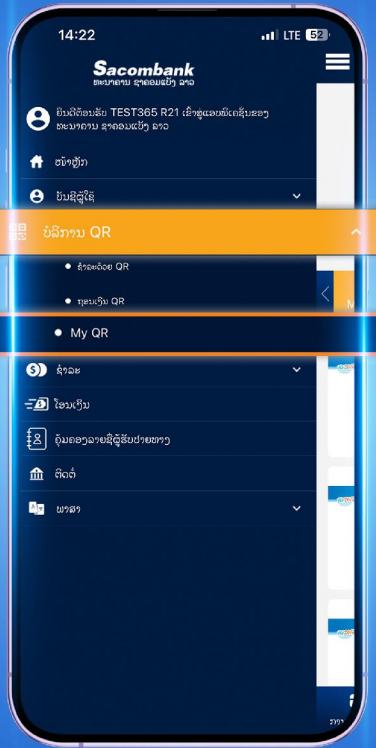 14:22
LTE 52
Sacombank
ທະນາຄານ ຊາຄອມແບ້ງ ລາວ
ຍິນດີຕ້ອນຮັບ TEST365 R21 ເຂົ້າສູ່ແອບພິເຄຊັນຂອງ
ທະນາຄານ ຊາຄອມແບ້ງ ລາວ
ໜ້າຫຼັກ
ບັນຊີຜູ້ໃຊ້
ບໍລິການ QR
ຊໍາລະດ້ວຍ QR
ຖອນເງິນ QR
My QR
ຊໍາລະ
ໂອນເງິນ
ຄຸ້ມຄອງລາຍຊື່ຜູ້ຮັບປາຍທາງ
ຕິດຕໍ່
ພາສາ